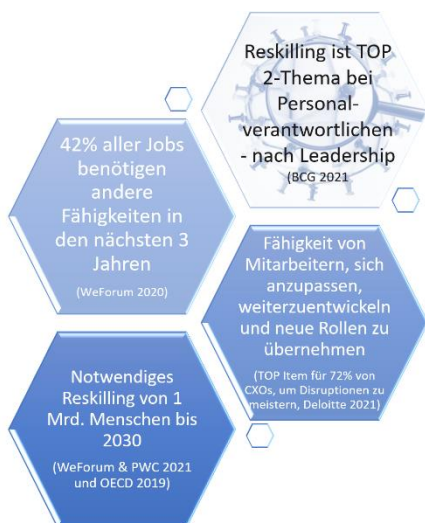 Reskilling ist TOP
2-Thema bei
Personal-
verantwortlichen
- nach Leadership
(BCG 2021
42% aller Jobs
benötigen
andere
Fähigkeiten in
den nächsten 3
Jahren
(WeForum 2020)
Fähigkeit von
Mitarbeitern, sich
anzupassen,
weiterzuentwickeln
und neue Rollen zu
übernehmen
(TOP Item für 72% von
CXOs, um Disruptionen zu
meistern, Deloitte 2021)
Notwendiges
Reskilling von 1
Mrd. Menschen bis
2030
(WeForum & PWC 2021
und OECD 2019)